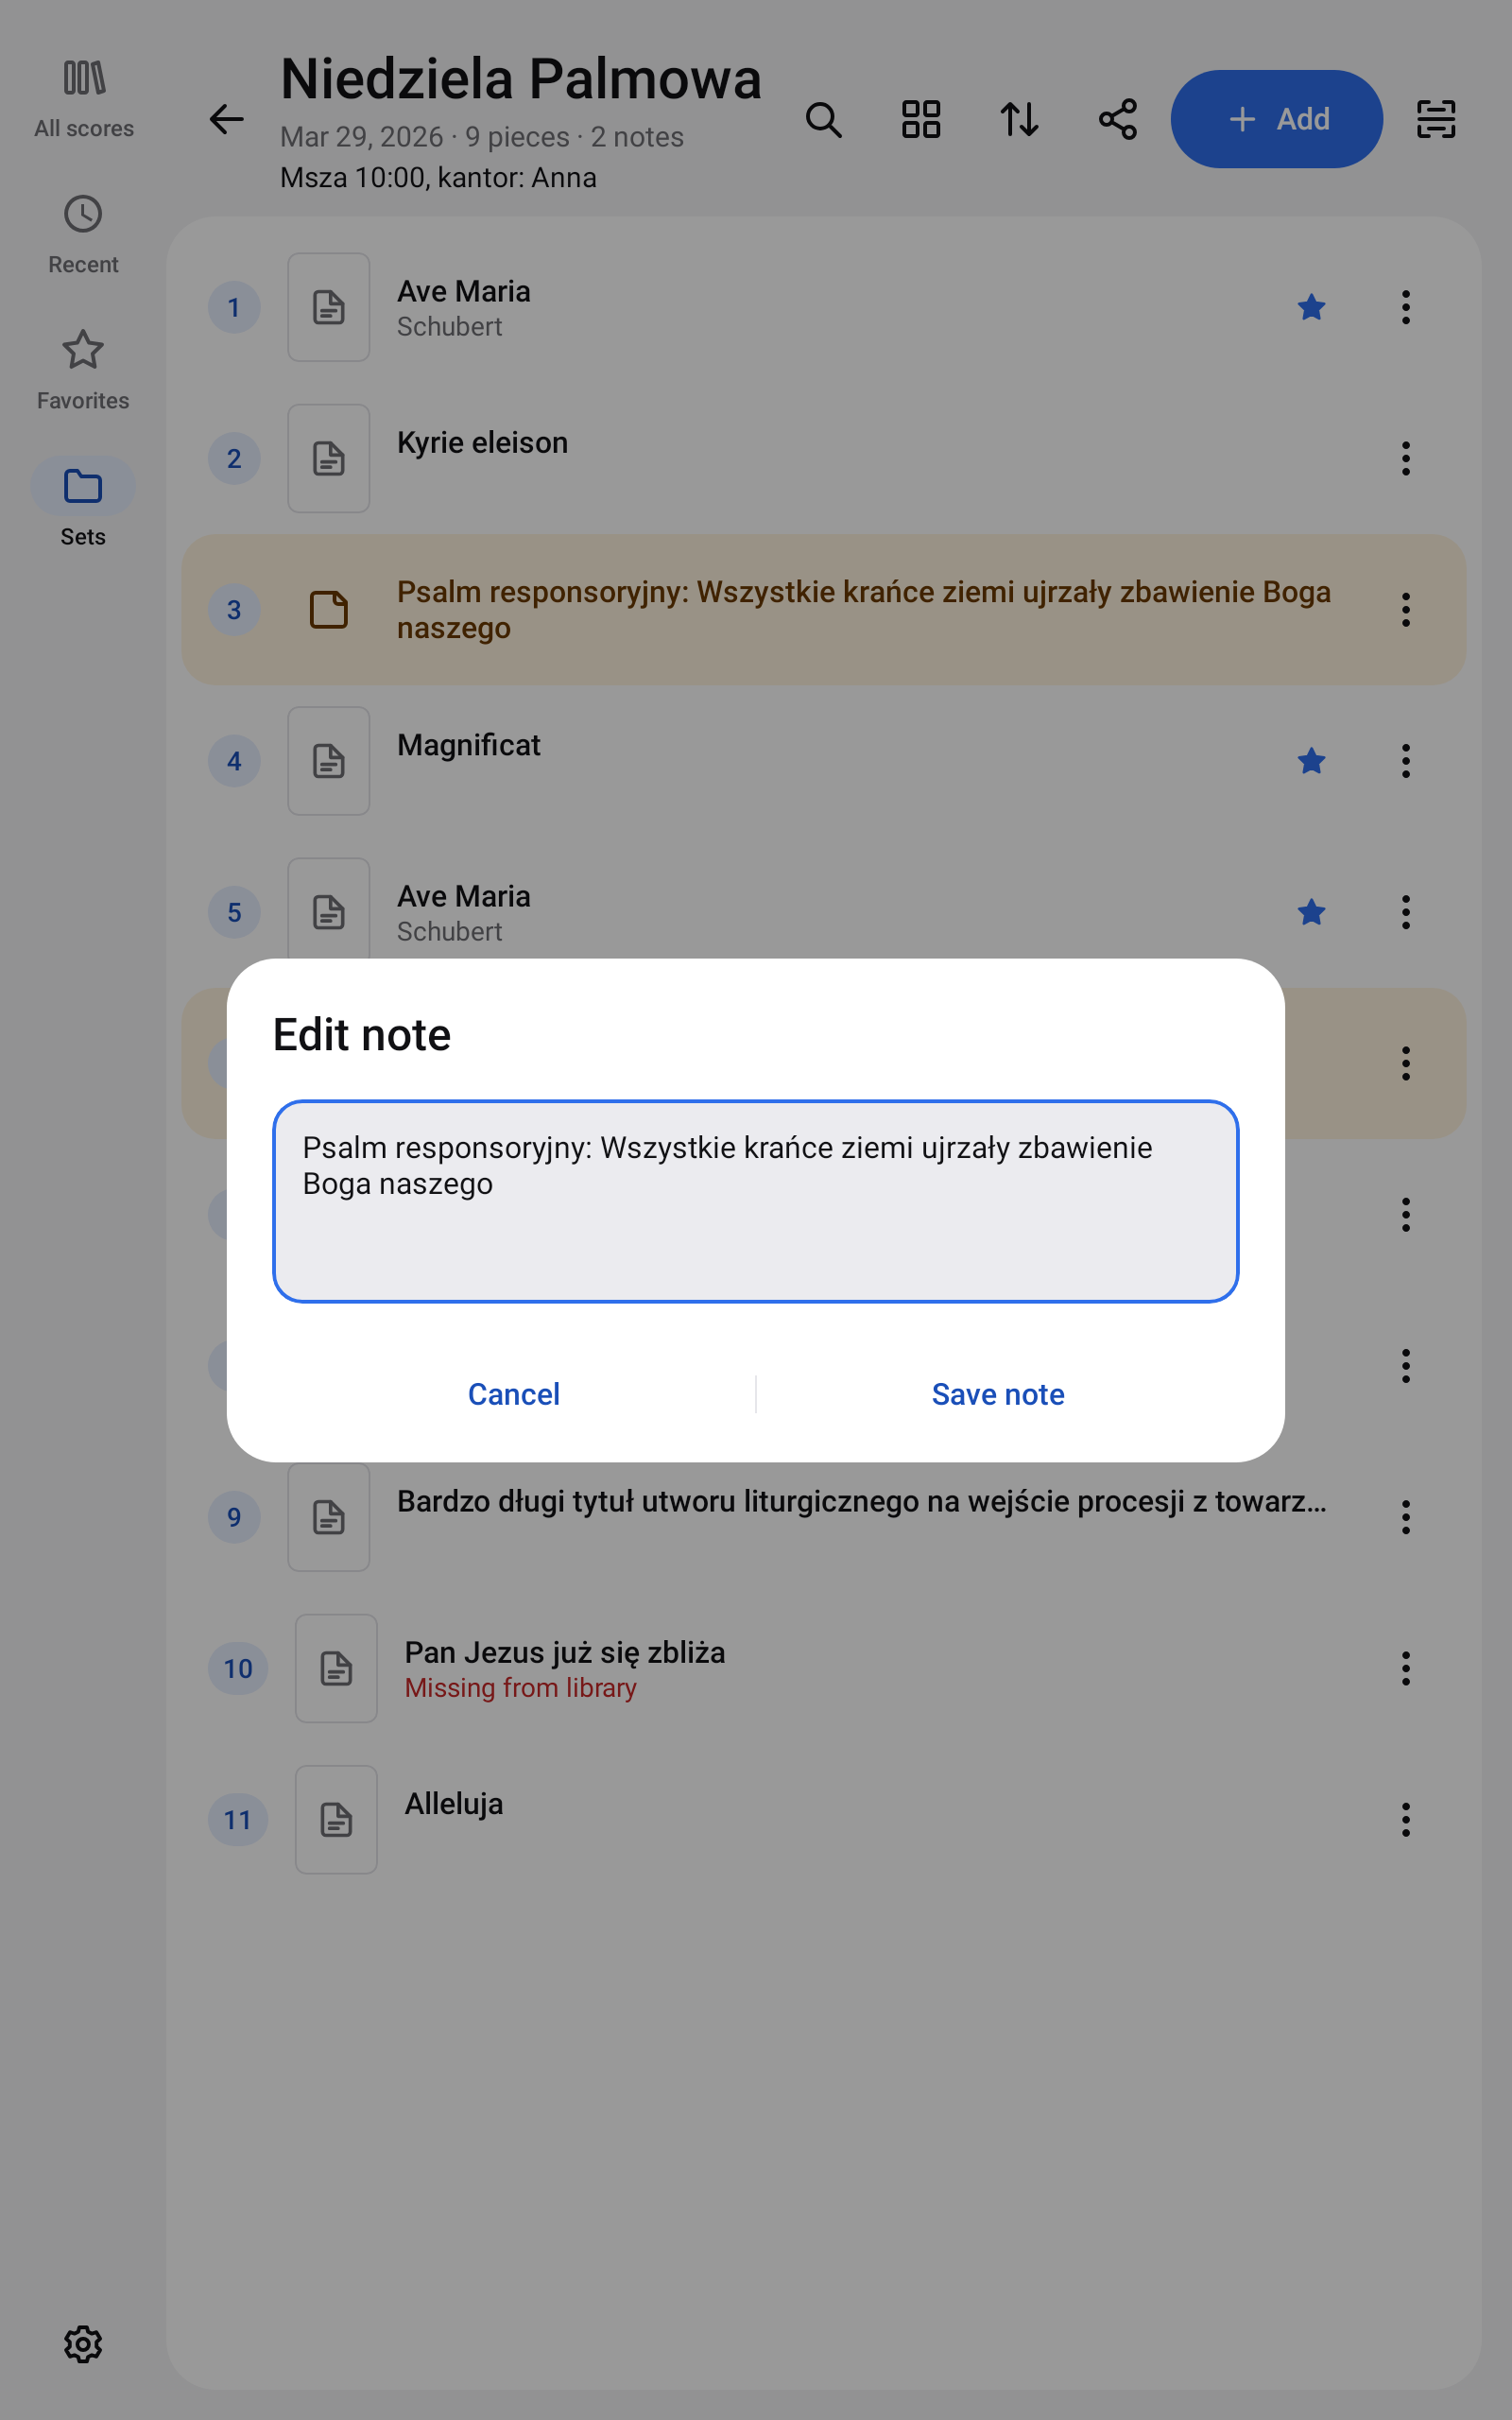 All scores
Recent
Favorites
Sets
Niedziela Palmowa
Mar 29, 2026 · 9 pieces · 2 notes
Msza 10:00, kantor: Anna
Add
1
Ave Maria
Schubert
2
Kyrie eleison
3
Psalm responsoryjny: Wszystkie krańce ziemi ujrzały zbawienie Boga
naszego
4
Magnificat
5
Ave Maria
Schubert
Edit note
Psalm responsoryjny: Wszystkie krańce ziemi ujrzały zbawienie
Boga naszego
Cancel
Save note
9
Bardzo długi tytuł utworu liturgicznego na wejście procesji z towarz...
10
Pan Jezus już się zbliża
Missing from library
11
Alleluja